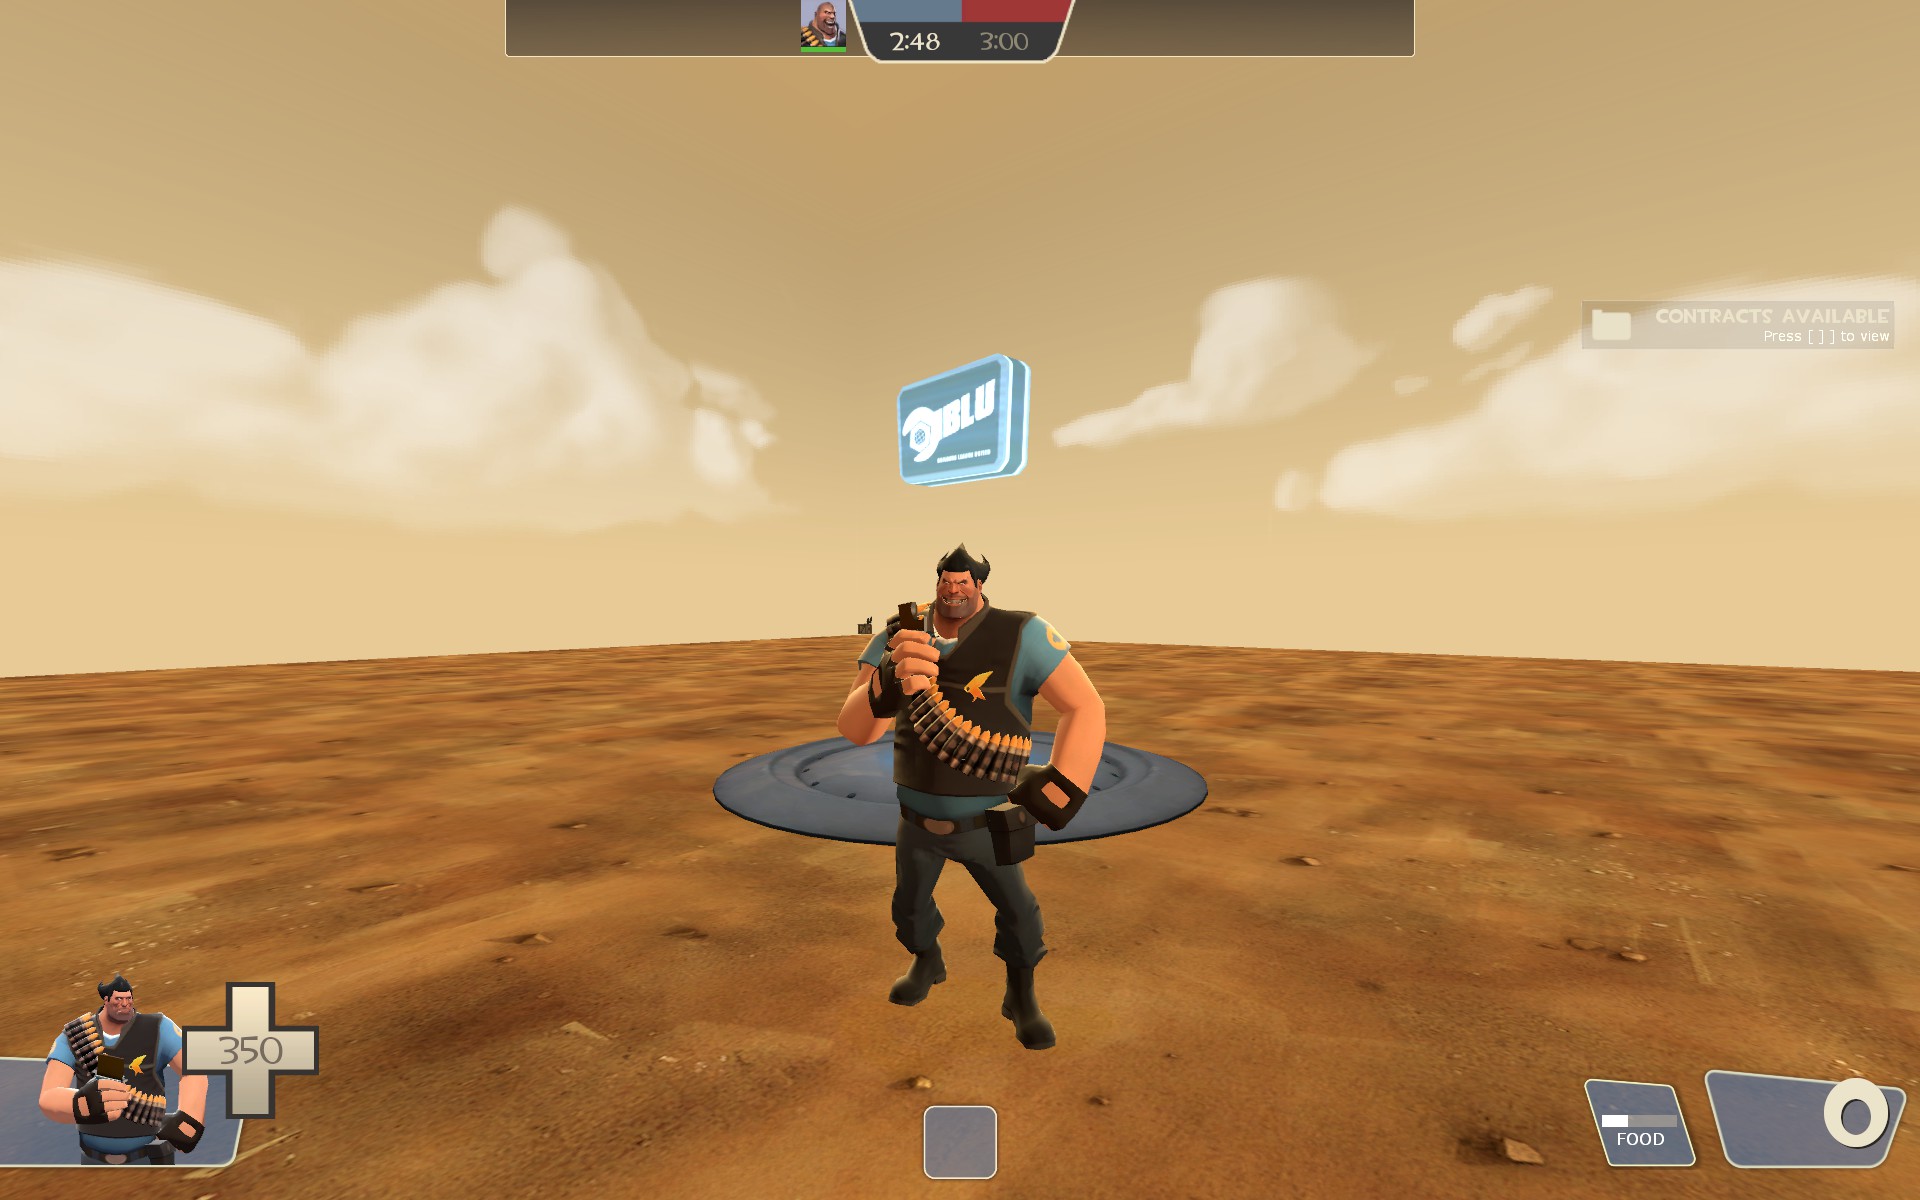 2:48 3:00
BLU
CONTRACTS AVAILABLE
Press [ ] ] to view
350
FOOD
0